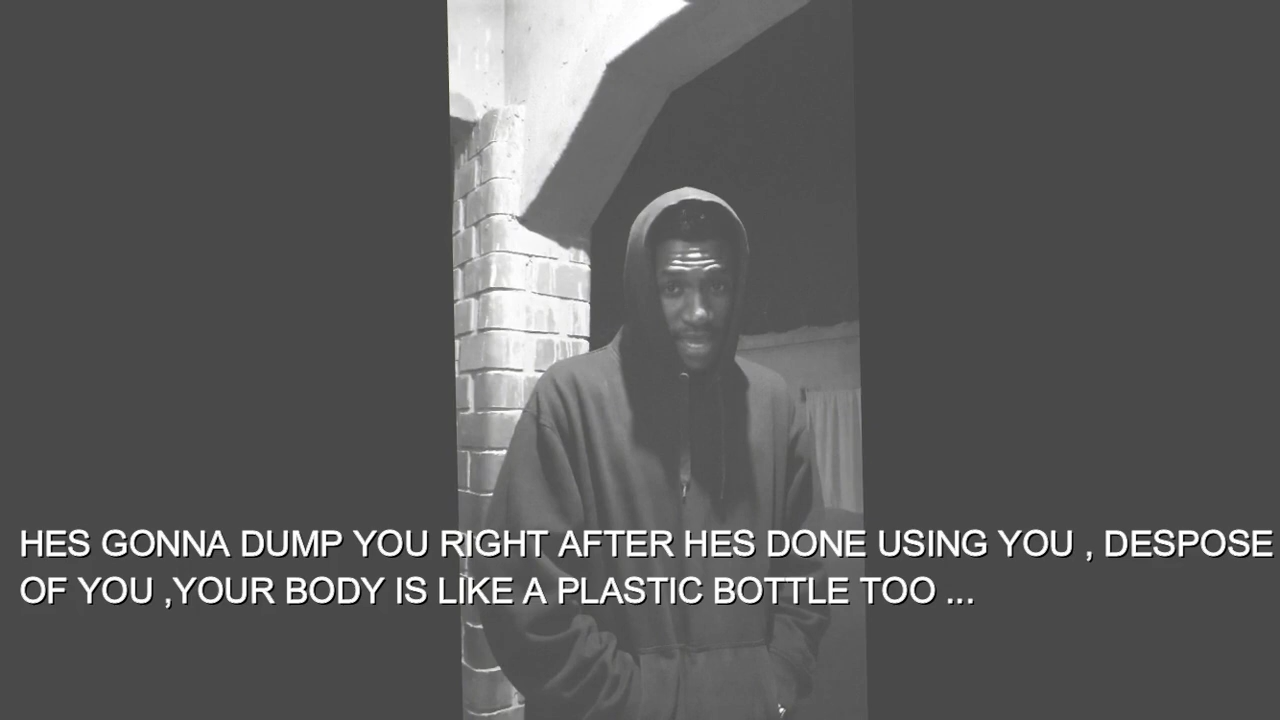 HES GONNA DUMP YOU RIGHT AFTER HES DONE USING YOU , DESPOSE
OF YOU ,YOUR BODY IS LIKE A PLASTIC BOTTLE TOO ...